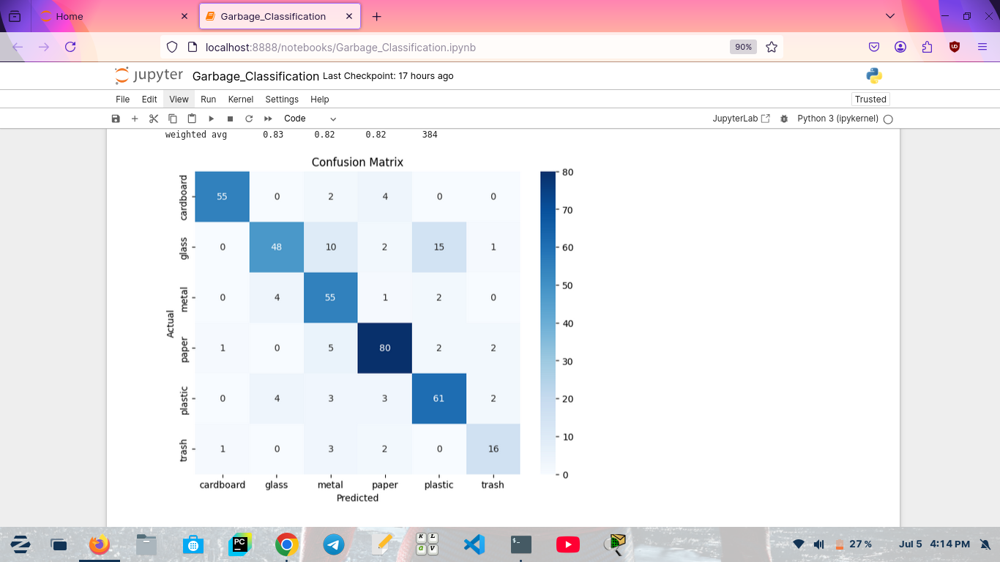 Home
Garbage_Classification
localhost:8888/notebooks/Garbage_Classification.ipynb
90%
jupyter Garbage_Classification Last Checkpoint: 17 hours ago
File Edit View Run Kernel Settings Help
Trusted
Code
JupyterLab
Python 3 (ipykernel)
weighted avg 0.83 0.82 0.82 384
Confusion Matrix
cardboard 55 0 2 4 0 0
glass 0 48 10 2 15 1
metal 0 4 55 1 2 0
Actual
paper 1 0 5 80 2 2
plastic 0 4 3 3 61 2
trash 1 0 3 2 0 16
cardboard glass metal paper plastic trash
Predicted
80
70
60
50
40
30
20
10
0
PC
K L
a V
27 % Jul 5 4:14 PM